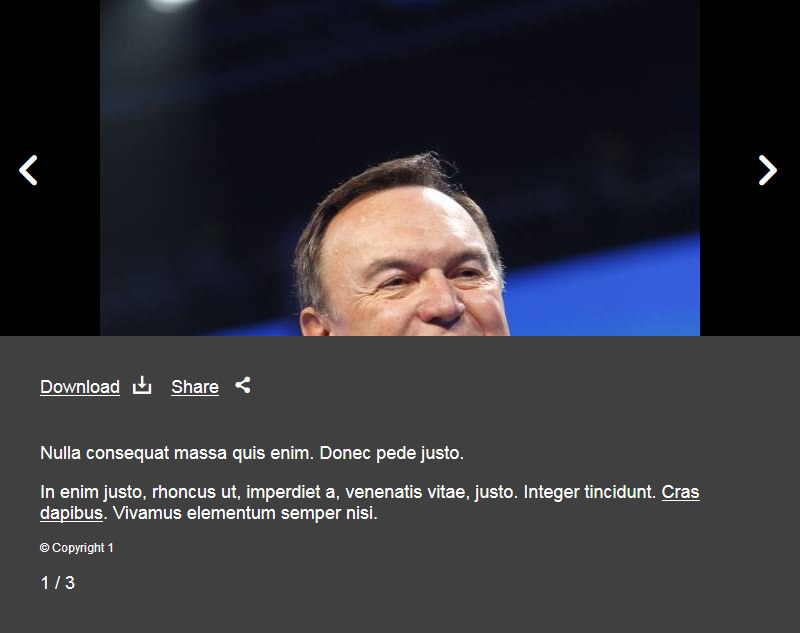 Download Share
Nulla consequat massa quis enim. Donec pede justo.
In enim justo, rhoncus ut, imperdiet a, venenatis vitae, justo. Integer tincidunt. Cras
dapibus. Vivamus elementum semper nisi.
© Copyright 1
1 / 3